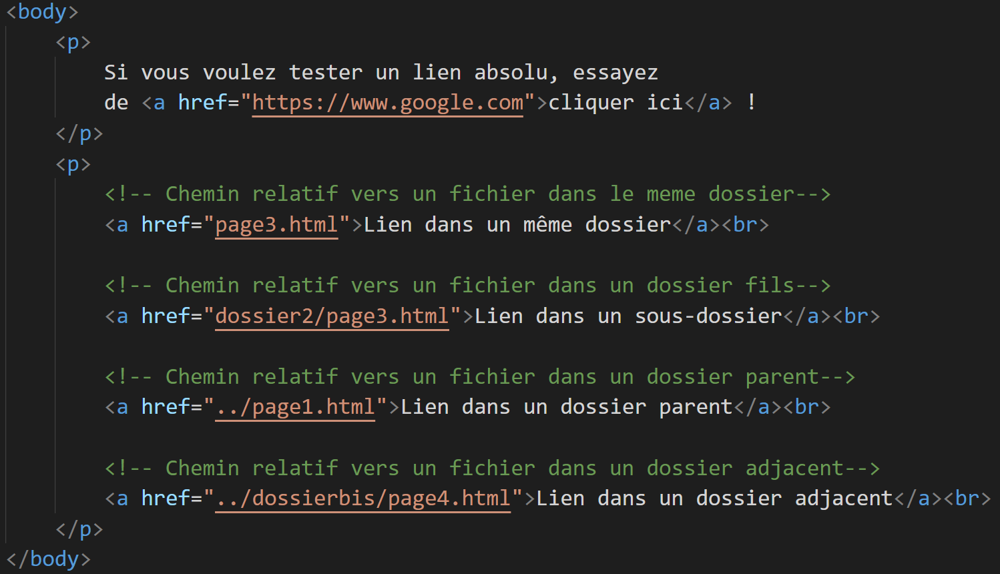 <body>
<p>
Si vous voulez tester un lien absolu, essayez
de <a href="https://www.google.com">cliquer ici</a> !
</p>
<p>
<!-- Chemin relatif vers un fichier dans le meme dossier-->
<a href="page3.html">Lien dans un même dossier</a><br>
<!-- Chemin relatif vers un fichier dans un dossier fils-->
<a href="dossier2/page3.html">Lien dans un sous-dossier</a><br>
<!-- Chemin relatif vers un fichier dans un dossier parent-->
<a href="../page1.html">Lien dans un dossier parent</a><br>
<!-- Chemin relatif vers un fichier dans un dossier adjacent-->
<a href="../dossierbis/page4.html">Lien dans un dossier adjacent</a><br>
</p>
</body>